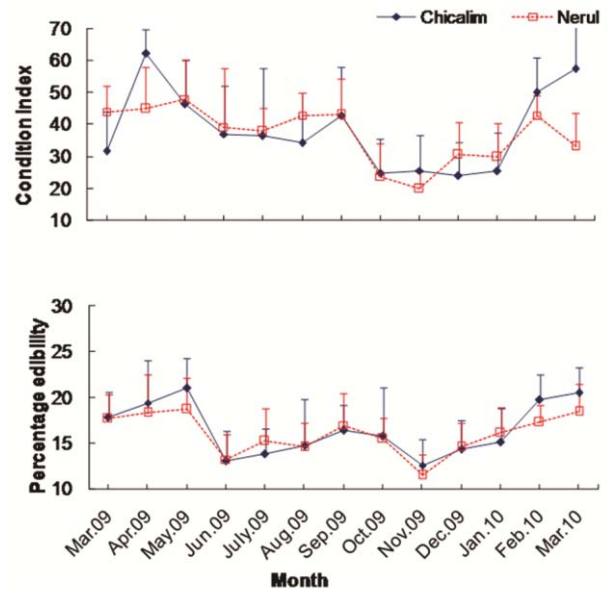 Chicalim Nerul
70
60
50
40
30
20
10
Condition index
30
25
20
15
10
Percentage edibility
Mar.09 Apr.09 May.09 Jun.09 July.09 Aug.09 Sep.09 Oct.09 Nov.09 Dec.09 Jan.10 Feb.10 Mar.10
Month